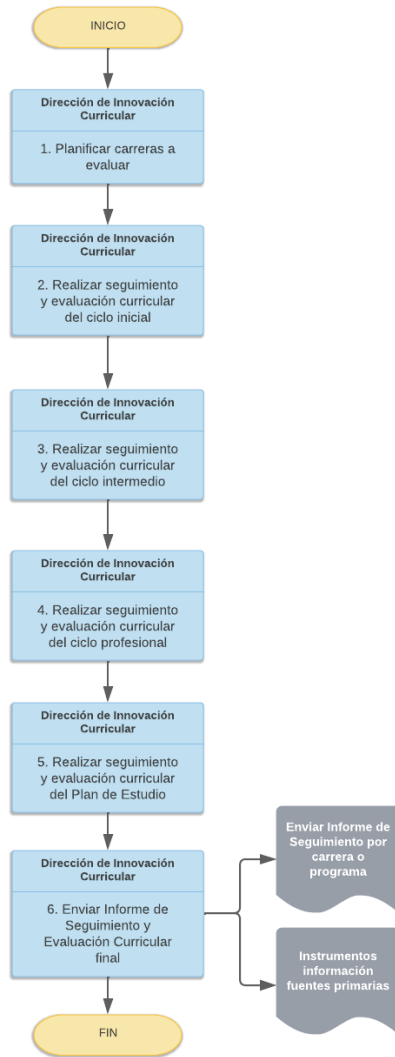 INICIO
Dirección de Innovación
Curricular
1. Planificar carreras a
evaluar
Dirección de Innovación
Curricular
2. Realizar seguimiento
y evaluación curricular
del ciclo inicial
Dirección de Innovación
Curricular
3. Realizar seguimiento
y evaluación curricular
del ciclo intermedio
Dirección de Innovación
Curricular
4. Realizar seguimiento
y evaluación curricular
del ciclo profesional
Dirección de Innovación
Curricular
5. Realizar seguimiento
y evaluación curricular
del Plan de Estudio
Dirección de Innovación
Curricular
6. Enviar Informe de
Seguimiento y
Evaluación Curricular
final
Enviar Informe de
Seguimiento por
carrera o
programa
Instrumentos
información
fuentes primarias
FIN